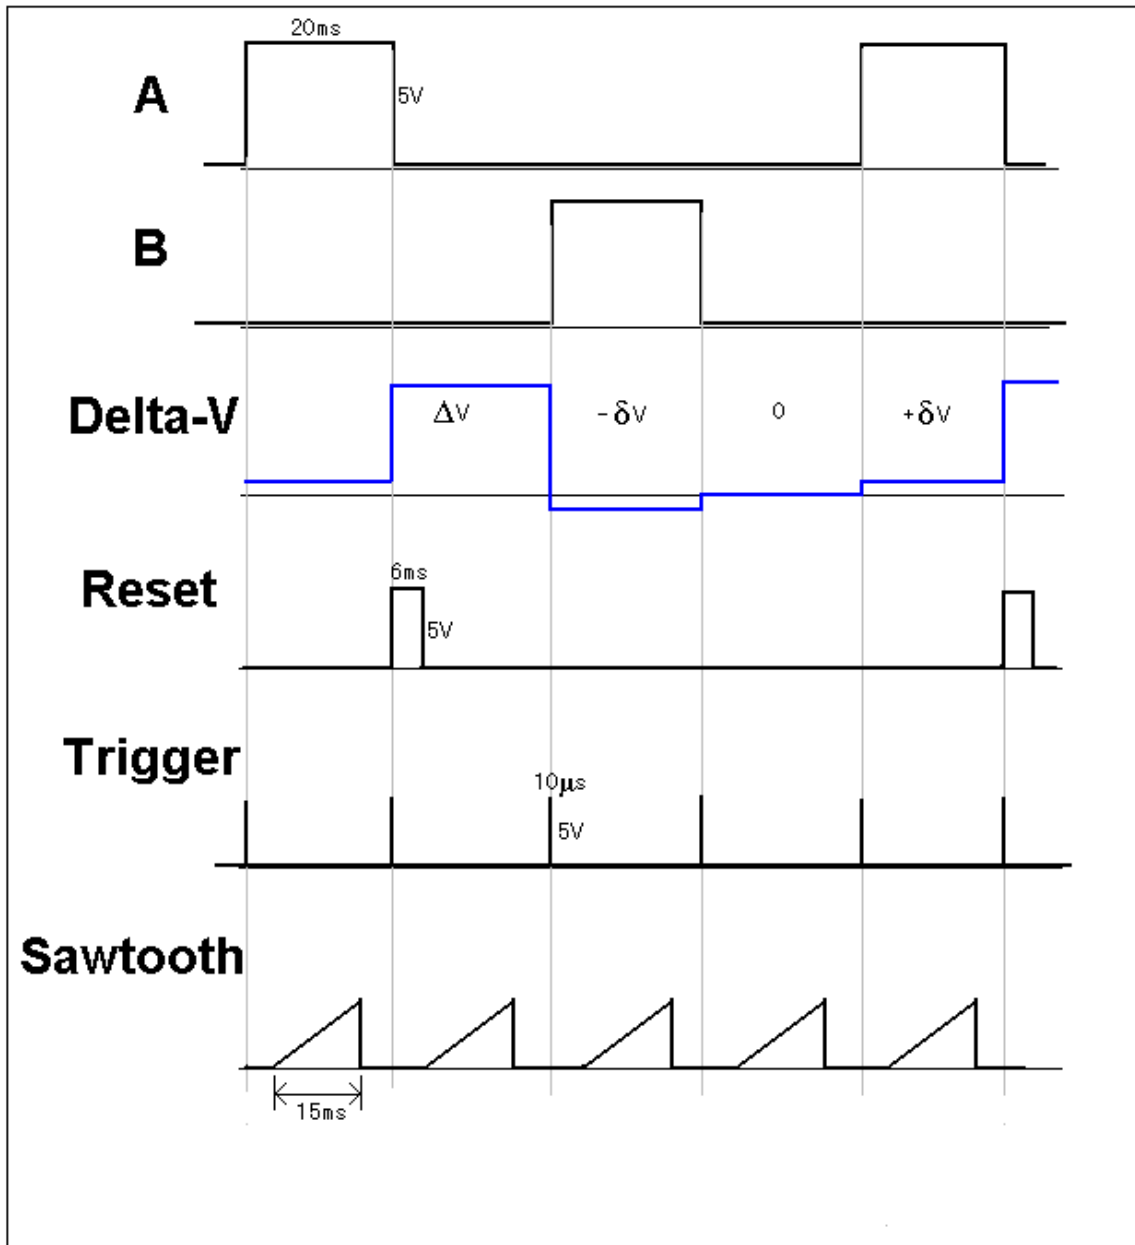 20ms
A
5V
B
Delta-V
ΔV
-δV
0
+δV
Reset
6ms
5V
Trigger
10μs
5V
Sawtooth
15ms